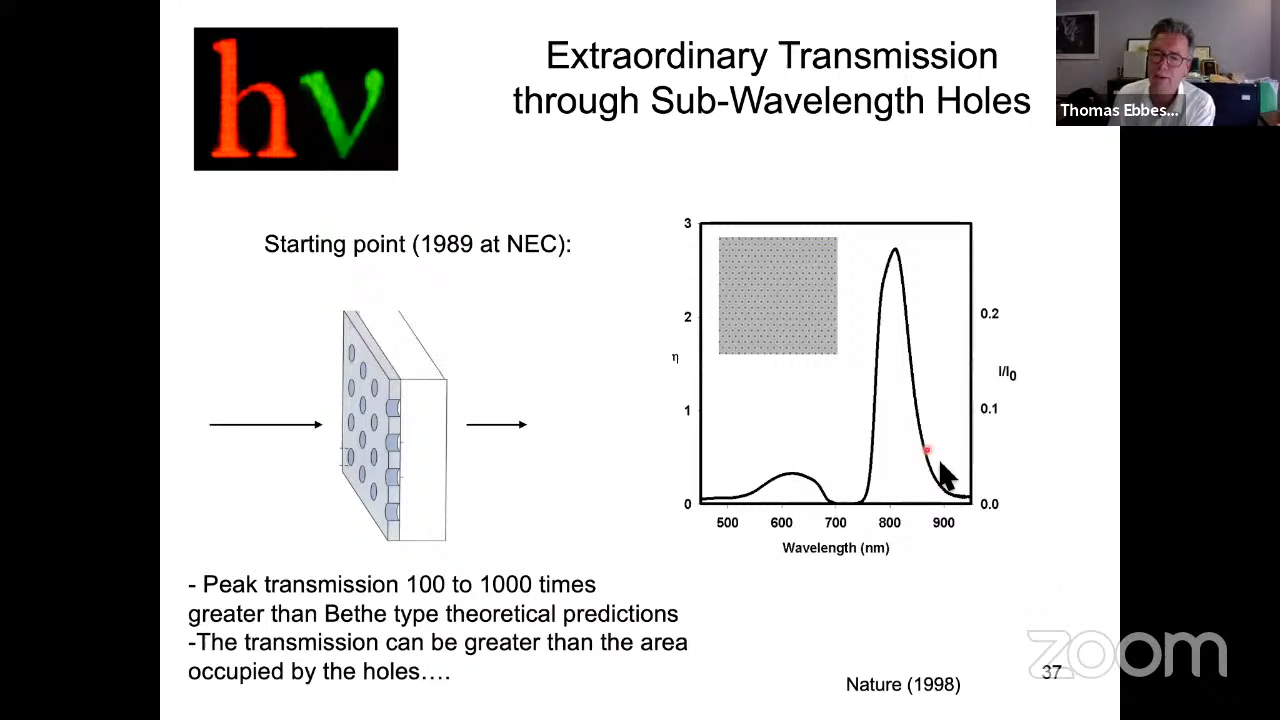 hν
Extraordinary Transmission
through Sub-Wavelength Holes
Thomas Ebbes...
Starting point (1989 at NEC):
3
2
1
0
η
0.2
0.1
0.0
I/I0
500 600 700 800 900
Wavelength (nm)
- Peak transmission 100 to 1000 times
greater than Bethe type theoretical predictions
-The transmission can be greater than the area
occupied by the holes….
Nature (1998)
37
zoom